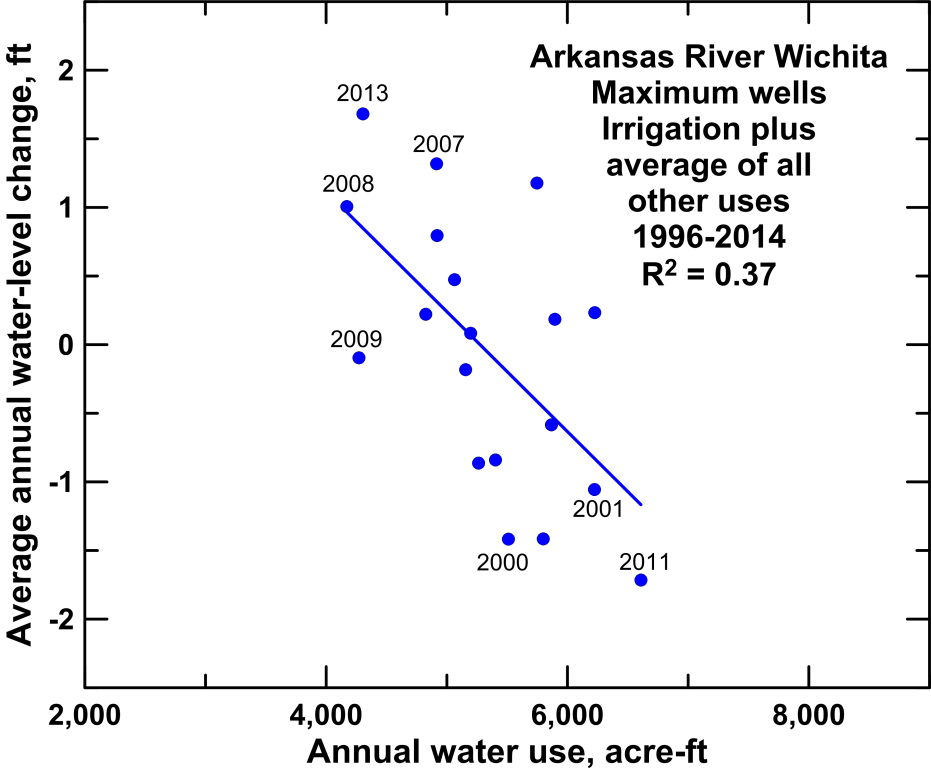 Arkansas River Wichita
Maximum wells
Irrigation plus
average of all
other uses
1996-2014
R² = 0.37
Average annual water-level change, ft
2
1
0
-1
-2
2013
2007
2008
2009
2001
2000
2011
2,000
4,000
6,000
8,000
Annual water use, acre-ft